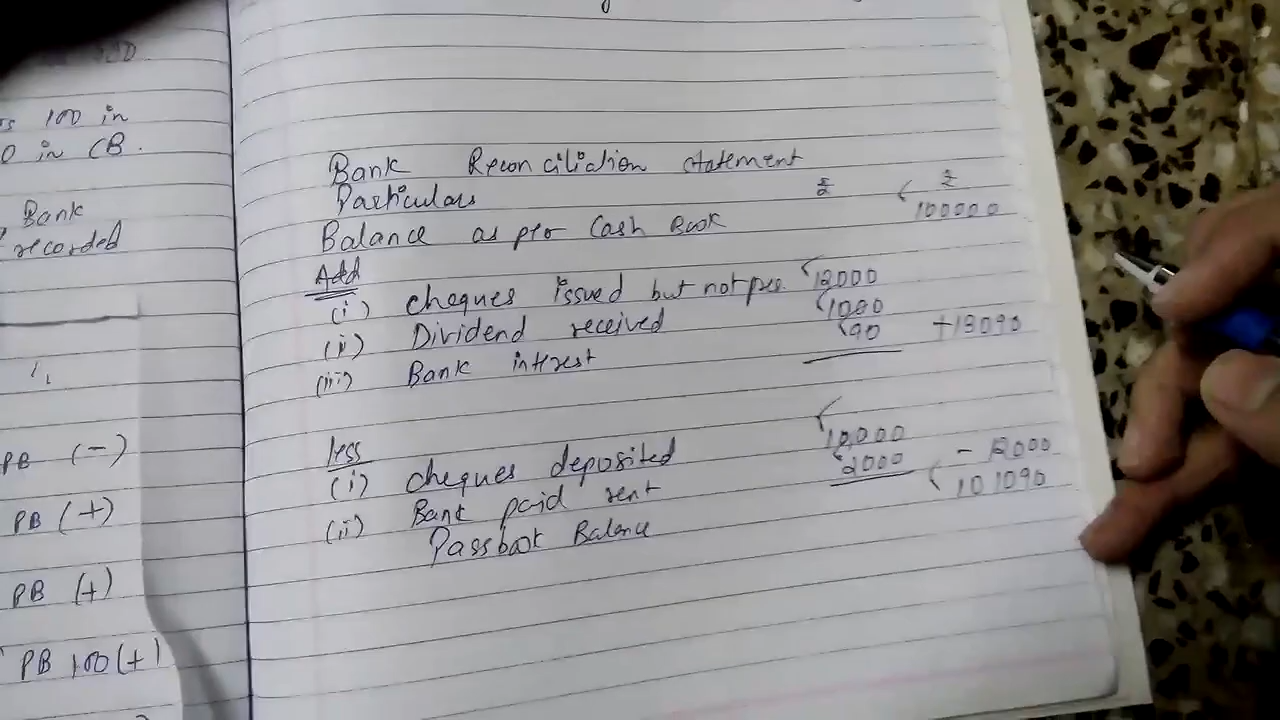 100 in
0 in CB.
Bank
recorded
PB (-)
PB (+)
PB (+)
PB 100 (+)
Bank Reconciliation statement
Particulars ₹ ₹
Balance as per Cash Book 100000
Add
(i) cheques issued but not pre. 12000
(ii) Dividend received 1000
(iii) Bank interest 90 +13090
less
(i) cheques deposited 10000
(ii) Bank paid rent 2000 - 12000
Passbook Balance 101090